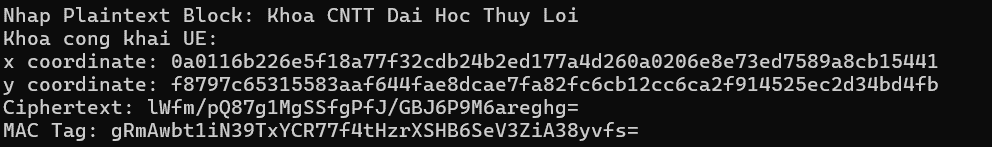 Nhap Plaintext Block: Khoa CNTT Dai Hoc Thuy Loi
Khoa cong khai UE:
x coordinate: 0a0116b226e5f18a77f32cdb24b2ed177a4d260a0206e8e73ed7589a8cb15441
y coordinate: f8797c65315583aaf644fae8dcae7fa82fc6cb12cc6ca2f914525ec2d34bd4fb
Ciphertext: lWfm/pQ87g1MgSSfgPfJ/GBJ6P9M6areghg=
MAC Tag: gRmAwbt1iN39TxYCR77f4tHzrXSHB6SeV3ZiA38yvfs=